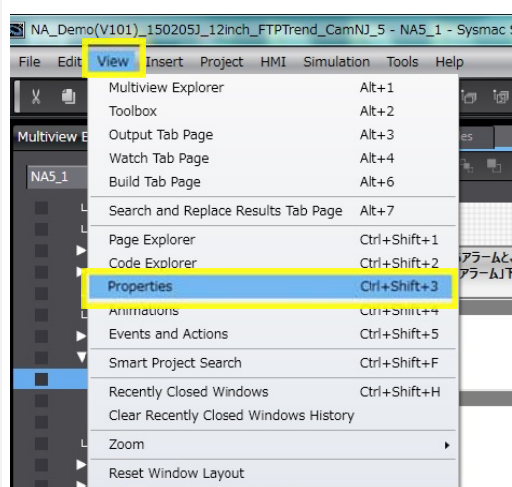 NA_Demo(V101)_150205J_12inch_FTPTrend_CamNJ_5 - NA5_1 - Sysmac
File Edit View Insert Project HMI Simulation Tools Help
Multiview Explorer Alt+1
Toolbox Alt+2
Multiview E
Output Tab Page Alt+3
Watch Tab Page Alt+4
NA5_1
Build Tab Page Alt+6
Search and Replace Results Tab Page Alt+7
Page Explorer Ctrl+Shift+1
Code Explorer Ctrl+Shift+2
アラームと、
Properties Ctrl+Shift+3
アラーム」下
Animations Ctrl+Shift+4
Events and Actions Ctrl+Shift+5
Smart Project Search Ctrl+Shift+F
Recently Closed Windows Ctrl+Shift+H
Clear Recently Closed Windows History
Zoom
Reset Window Layout